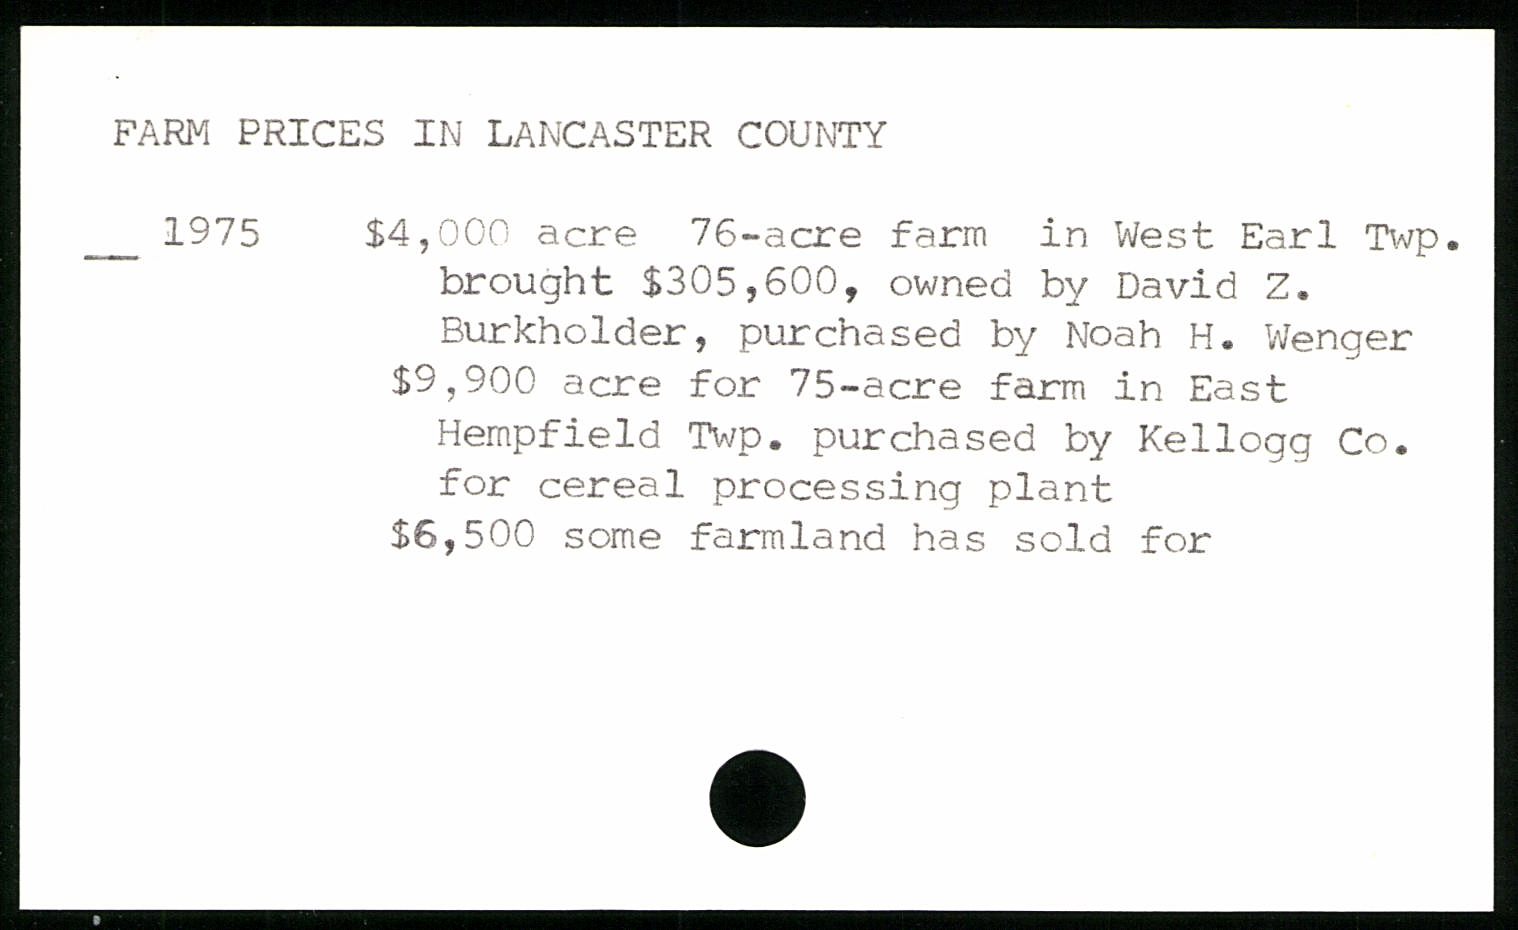 FARM PRICES IN LANCASTER COUNTY
__ 1975 $4,000 acre 76-acre farm in West Earl Twp.
brought $305,600, owned by David Z.
Burkholder, purchased by Noah H. Wenger
$9,900 acre for 75-acre farm in East
Hempfield Twp. purchased by Kellogg Co.
for cereal processing plant
$6,500 some farmland has sold for